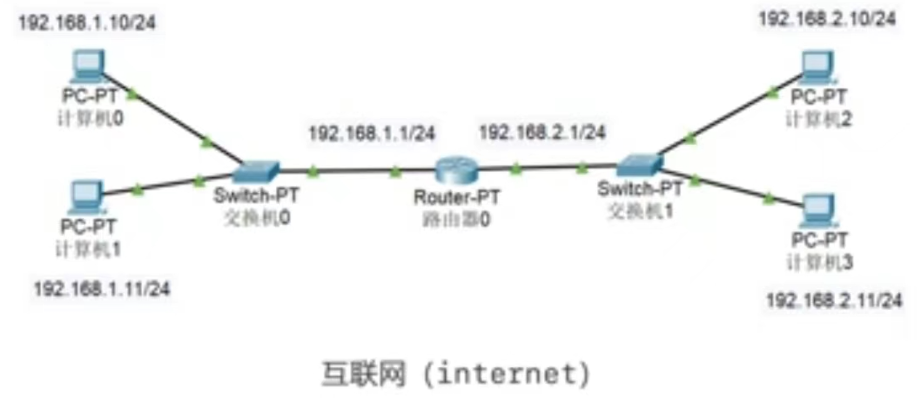 192.168.1.10/24
PC-PT
计算机0
192.168.2.10/24
PC-PT
计算机2
192.168.1.1/24
192.168.2.1/24
Switch-PT
交换机0
Router-PT
路由器0
Switch-PT
交换机1
PC-PT
计算机1
192.168.1.11/24
PC-PT
计算机3
192.168.2.11/24
互联网 (internet)